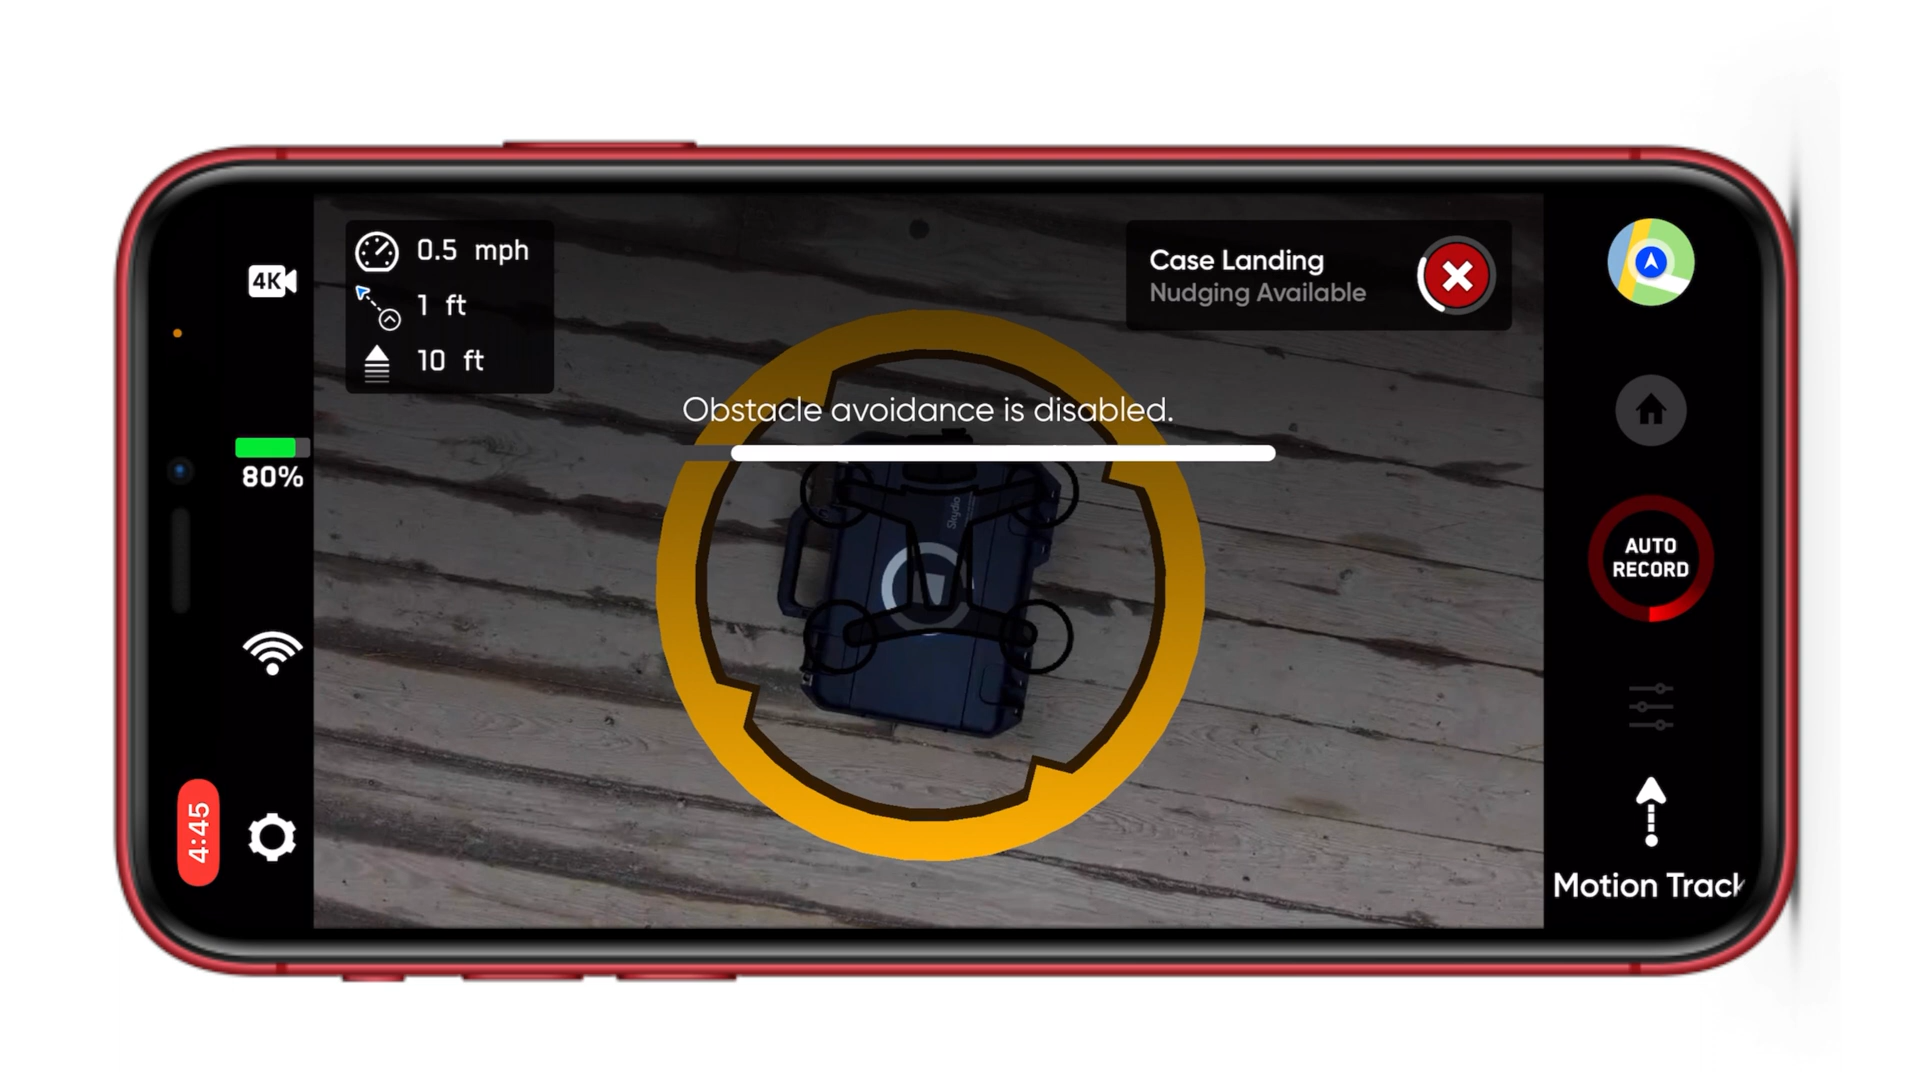 4K
0.5 mph
1 ft
10 ft
80%
4:45
Case Landing
Nudging Available
Obstacle avoidance is disabled.
Skydio
AUTO
RECORD
Motion Track